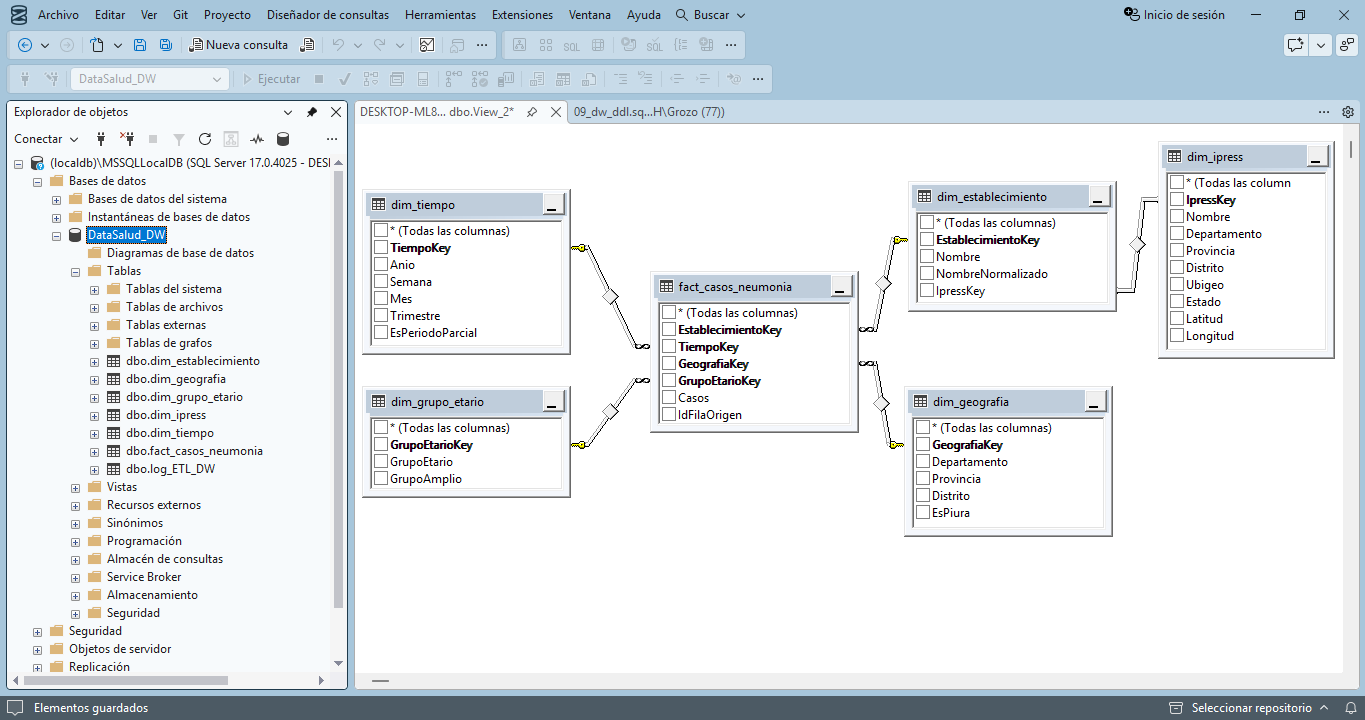 Archivo Editar Ver Git Proyecto Diseñador de consultas Herramientas Extensiones Ventana Ayuda Buscar Inicio de sesión
Nueva consulta SQL SQL
DataSalud_DW Ejecutar
Explorador de objetos
Conectar
(localdb)\MSSQLLocalDB (SQL Server 17.0.4025 - DESI
Bases de datos
Bases de datos del sistema
Instantáneas de bases de datos
DataSalud_DW
Diagramas de base de datos
Tablas
Tablas del sistema
Tablas de archivos
Tablas externas
Tablas de grafos
dbo.dim_establecimiento
dbo.dim_geografia
dbo.dim_grupo_etario
dbo.dim_ipress
dbo.dim_tiempo
dbo.fact_casos_neumonia
dbo.log_ETL_DW
Vistas
Recursos externos
Sinónimos
Programación
Almacén de consultas
Service Broker
Almacenamiento
Seguridad
Seguridad
Objetos de servidor
Replicación
DESKTOP-ML8... dbo.View_2* 09_dw_ddl.sq...H\Grozo (77))
dim_tiempo
* (Todas las columnas)
TiempoKey
Anio
Semana
Mes
Trimestre
EsPeriodoParcial
dim_grupo_etario
* (Todas las columnas)
GrupoEtarioKey
GrupoEtario
GrupoAmplio
fact_casos_neumonia
* (Todas las columnas)
EstablecimientoKey
TiempoKey
GeografiaKey
GrupoEtarioKey
Casos
IdFilaOrigen
dim_establecimiento
* (Todas las columnas)
EstablecimientoKey
Nombre
NombreNormalizado
IpressKey
dim_geografia
* (Todas las columnas)
GeografiaKey
Departamento
Provincia
Distrito
EsPiura
dim_ipress
* (Todas las column
IpressKey
Nombre
Departamento
Provincia
Distrito
Ubigeo
Estado
Latitud
Longitud
Elementos guardados Seleccionar repositorio